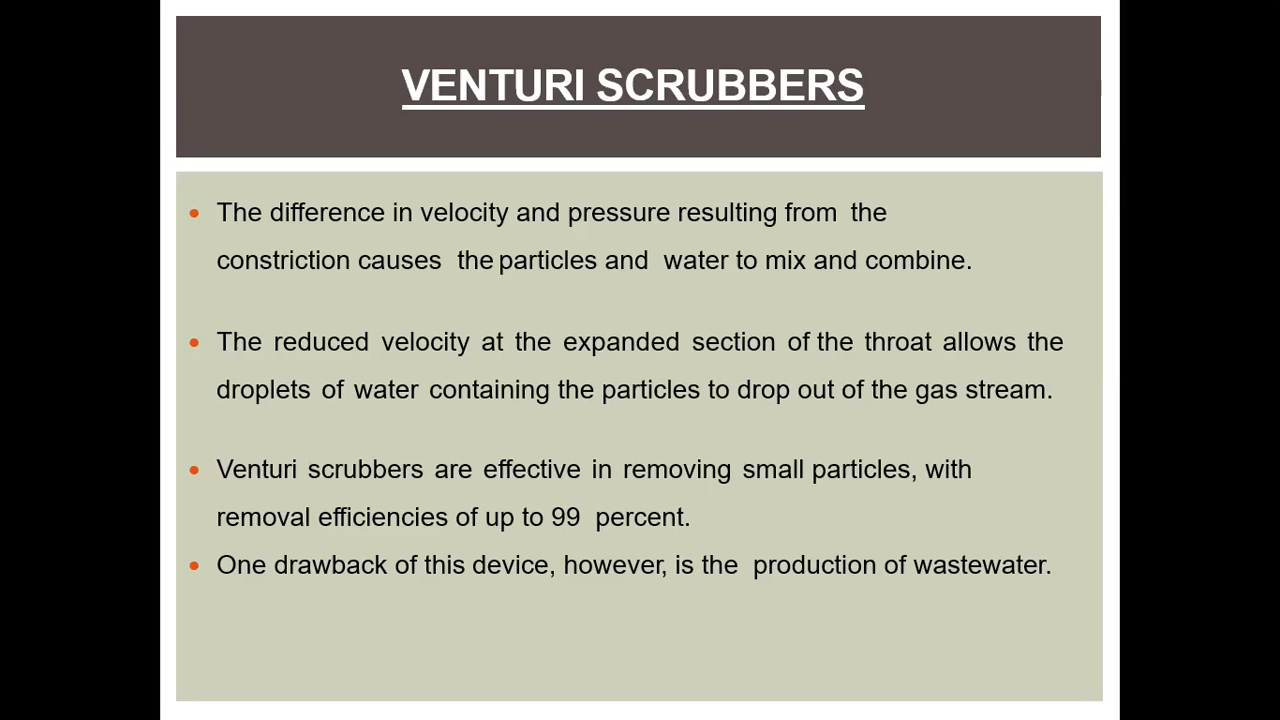 VENTURI SCRUBBERS
• The difference in velocity and pressure resulting from the
constriction causes the particles and water to mix and combine.
• The reduced velocity at the expanded section of the throat allows the
droplets of water containing the particles to drop out of the gas stream.
• Venturi scrubbers are effective in removing small particles, with
removal efficiencies of up to 99 percent.
• One drawback of this device, however, is the production of wastewater.